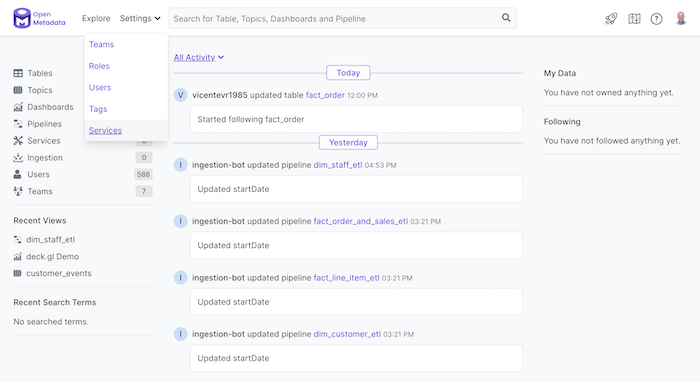 Open Metadata
Explore
Settings
Search for Table, Topics, Dashboards and Pipeline
Teams
Roles
Users
Tags
Services
Tables
Topics
Dashboards
Pipelines
Services
Ingestion 0
Users 588
Teams 7
Recent Views
dim_staff_etl
deck.gl Demo
customer_events
Recent Search Terms
No searched terms.
All Activity
Today
V vicentevr1985 updated table fact_order 12:00 PM
Started following fact_order
Yesterday
I ingestion-bot updated pipeline dim_staff_etl 04:53 PM
Updated startDate
I ingestion-bot updated pipeline fact_order_and_sales_etl 03:21 PM
Updated startDate
I ingestion-bot updated pipeline fact_line_item_etl 03:21 PM
Updated startDate
I ingestion-bot updated pipeline dim_customer_etl 03:21 PM
Updated startDate
My Data
You have not owned anything yet.
Following
You have not followed anything yet.